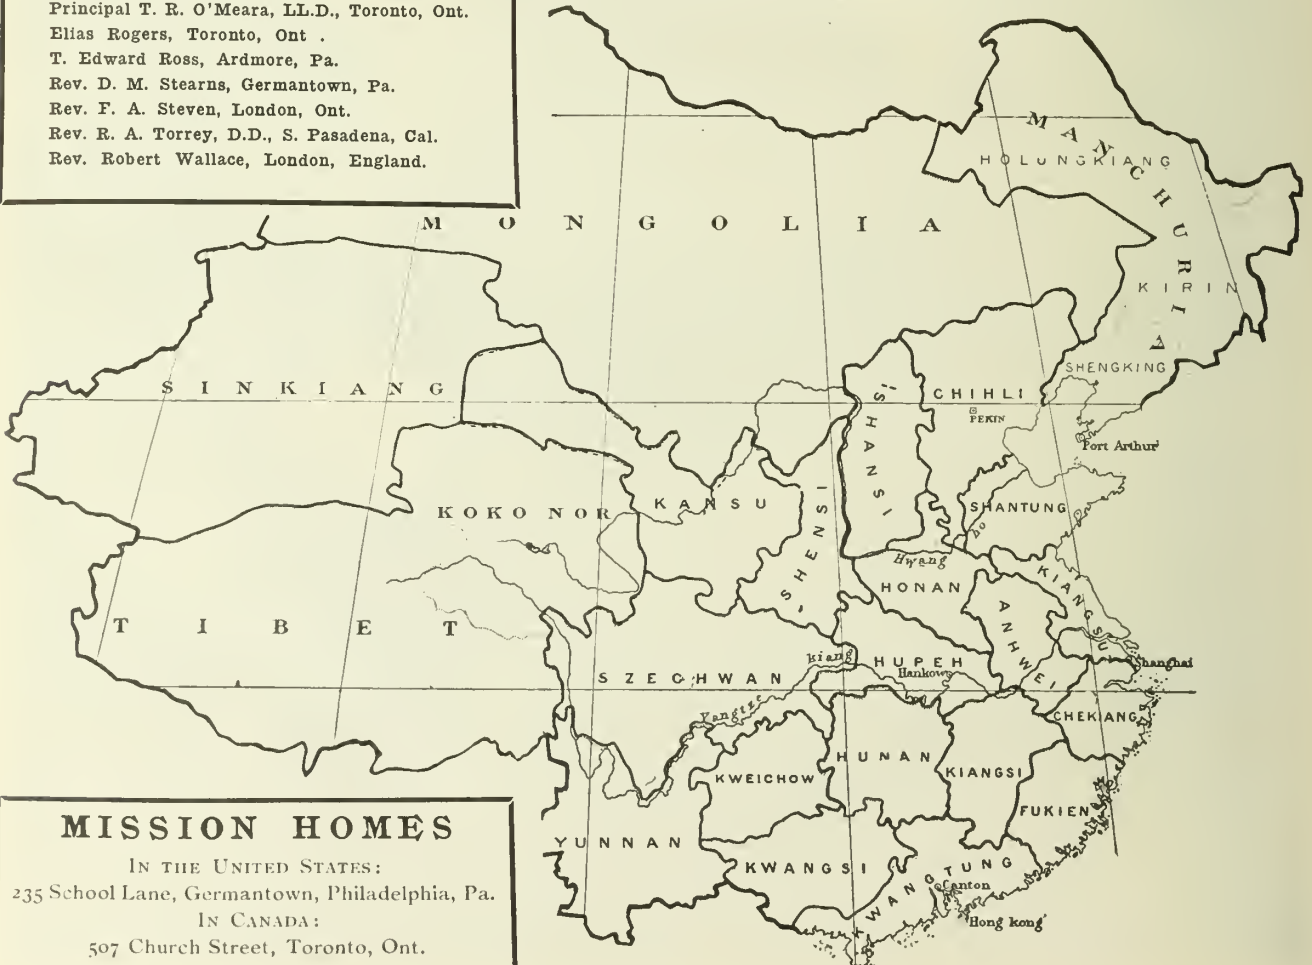 Principal T. R. O'Meara, LL.D., Toronto, Ont.
Elias Rogers, Toronto, Ont .
T. Edward Ross, Ardmore, Pa.
Rev. D. M. Stearns, Germantown, Pa.
Rev. F. A. Steven, London, Ont.
Rev. R. A. Torrey, D.D., S. Pasadena, Cal.
Rev. Robert Wallace, London, England.
MANCHURIA
HOLUNGKIANG
MONGOLIA
KIRIN
SHENGKING
SINKIANG
CHIHLI
PEKIN
SHANSI
Port Arthur
KOKO NOR
KANSU
SHENSI
SHANTUNG
Ho
Hwang
HONAN
KIANGSU
ANHWEI
TIBET
SZECHWAN
kiang
Yangtze
HUPEH
Hankow
Shanghai
CHEKIANG
KWEICHOW
HUNAN
KIANGSI
FUKIEN
YUNNAN
KWANGSI
KWANGTUNG
Canton
Hong kong
MISSION HOMES
IN THE UNITED STATES:
235 School Lane, Germantown, Philadelphia, Pa.
IN CANADA:
507 Church Street, Toronto, Ont.